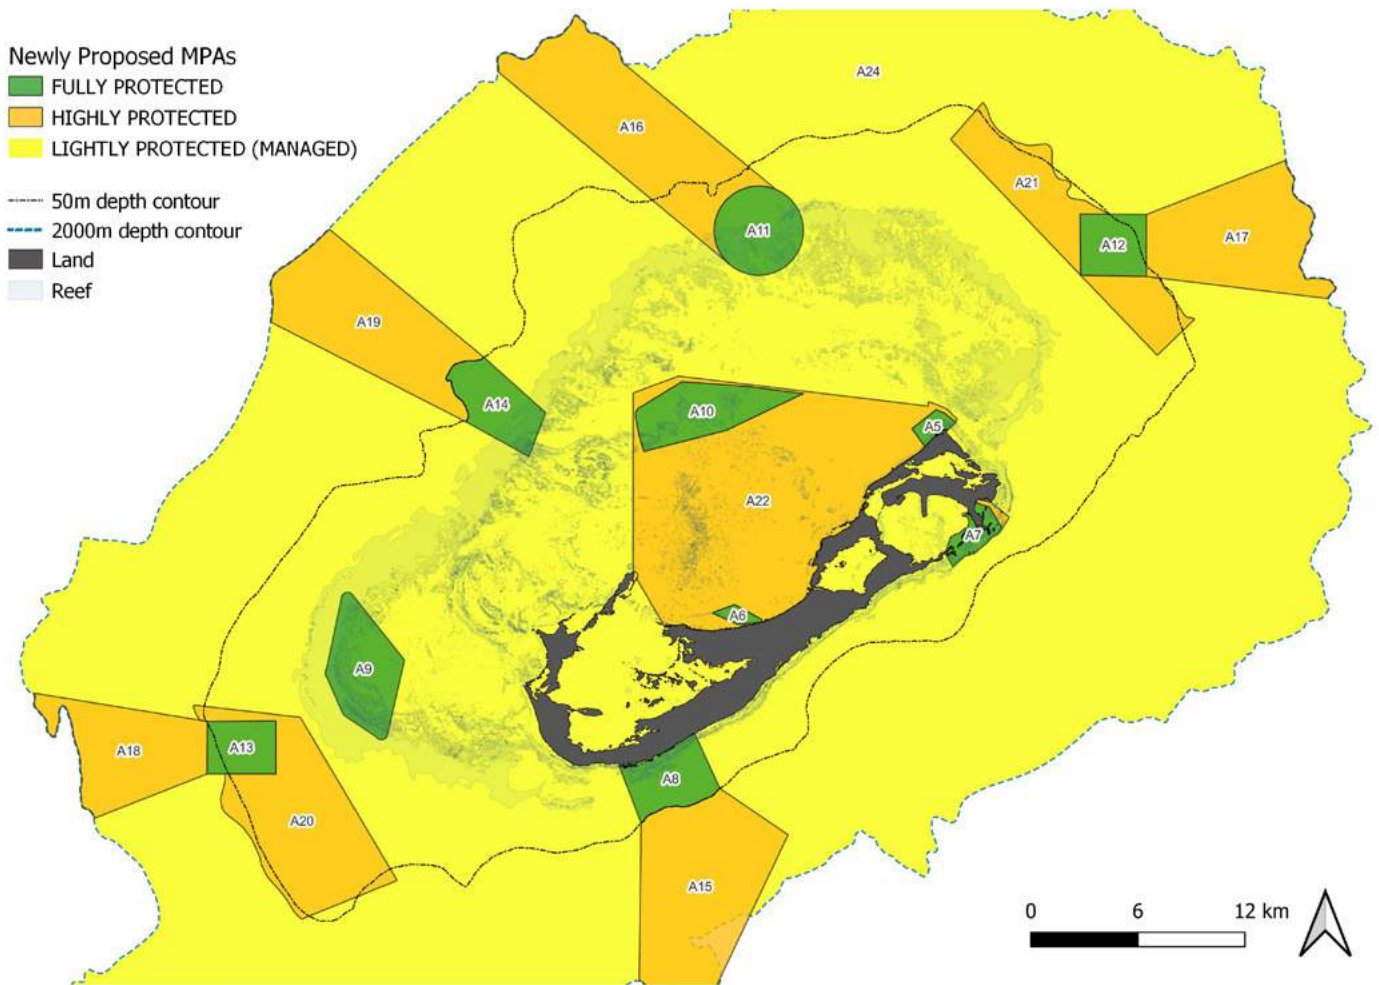 Newly Proposed MPAs
FULLY PROTECTED
HIGHLY PROTECTED
LIGHTLY PROTECTED (MANAGED)
50m depth contour
2000m depth contour
Land
Reef
A24
A16
A21
A11
A12
A17
A19
A14
A10
A5
A22
A7
A6
A9
A13
A18
A8
A20
A15
0 6 12 km